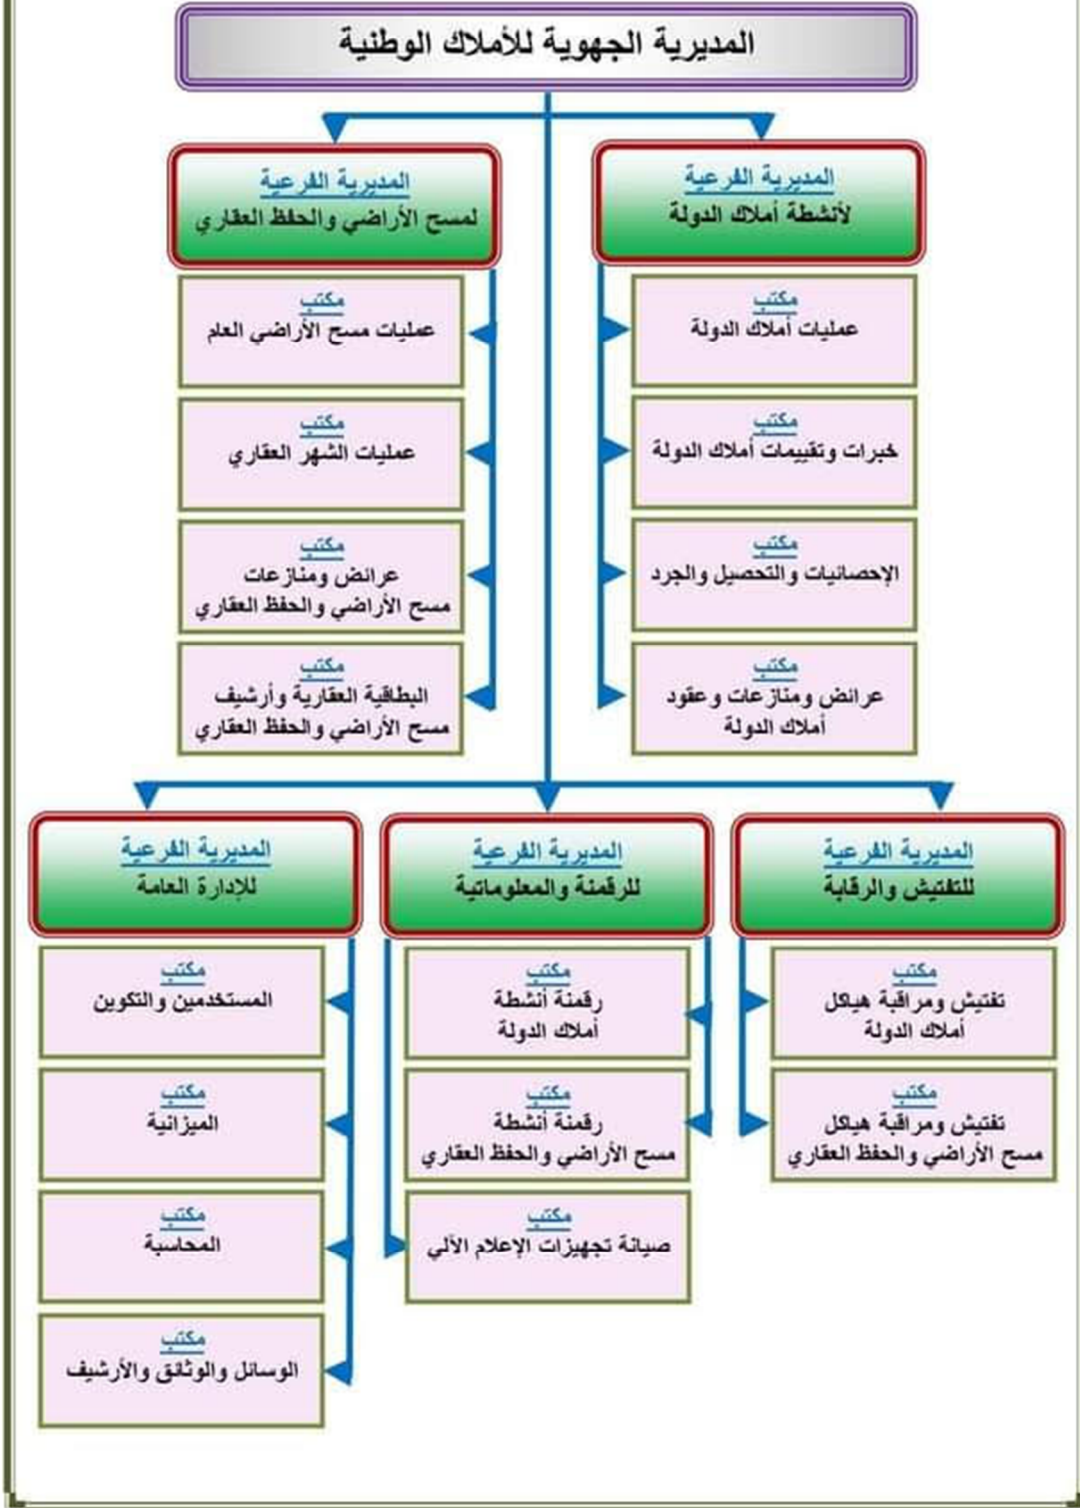 المديرية الجهوية للأملاك الوطنية
المديرية الفرعية
لأنشطة أملاك الدولة
مكتب
عمليات أملاك الدولة
مكتب
خبرات وتقييمات أملاك الدولة
مكتب
الإحصائيات والتحصيل والجرد
مكتب
عرائض ومنازعات وعقود
أملاك الدولة
المديرية الفرعية
لمسح الأراضي والحفظ العقاري
مكتب
عمليات مسح الأراضي العام
مكتب
عمليات الشهر العقاري
مكتب
عرائض ومنازعات
مسح الأراضي والحفظ العقاري
مكتب
البطاقية العقارية وأرشيف
مسح الأراضي والحفظ العقاري
المديرية الفرعية
للتفتيش والرقابة
مكتب
تفتيش ومراقبة هياكل
أملاك الدولة
مكتب
تفتيش ومراقبة هياكل
مسح الأراضي والحفظ العقاري
المديرية الفرعية
للرقمنة والمعلوماتية
مكتب
رقمنة أنشطة
أملاك الدولة
مكتب
رقمنة أنشطة
مسح الأراضي والحفظ العقاري
مكتب
صيانة تجهيزات الإعلام الآلي
المديرية الفرعية
للإدارة العامة
مكتب
المستخدمين والتكوين
مكتب
الميزانية
مكتب
المحاسبة
مكتب
الوسائل والوثائق والأرشيف